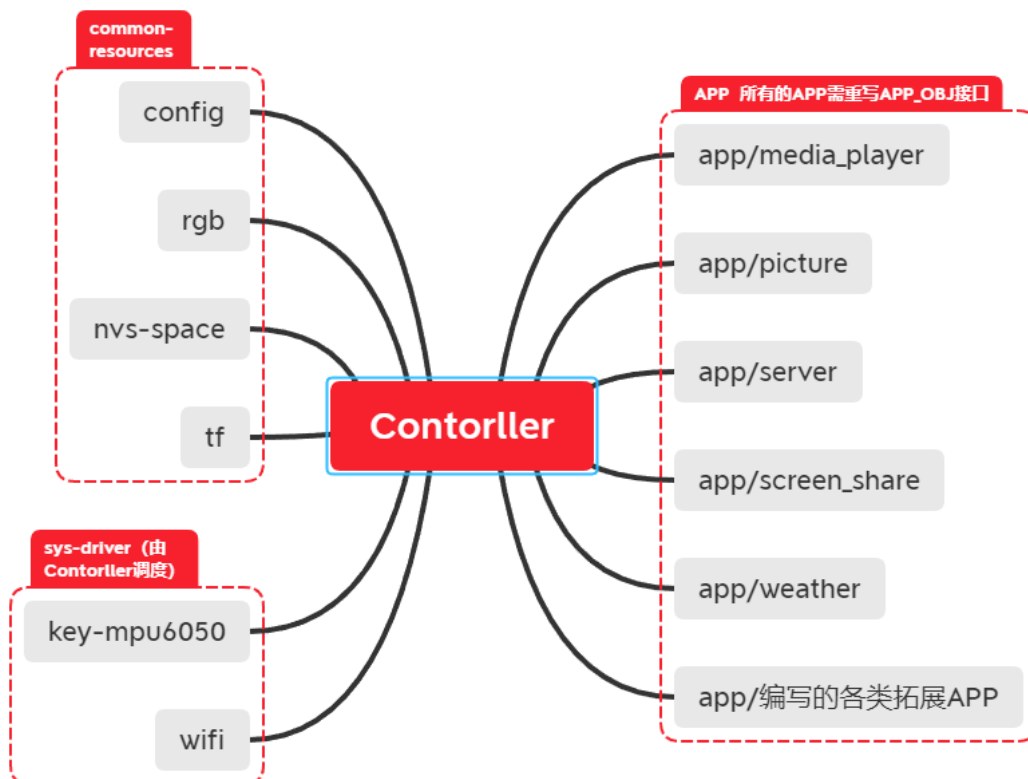 common-
resources
config
rgb
nvs-space
tf
sys-driver（由
Contorller调度)
key-mpu6050
wifi
Contorller
APP 所有的APP需重写APP_OBJ接口
app/media_player
app/picture
app/server
app/screen_share
app/weather
app/编写的各类拓展APP